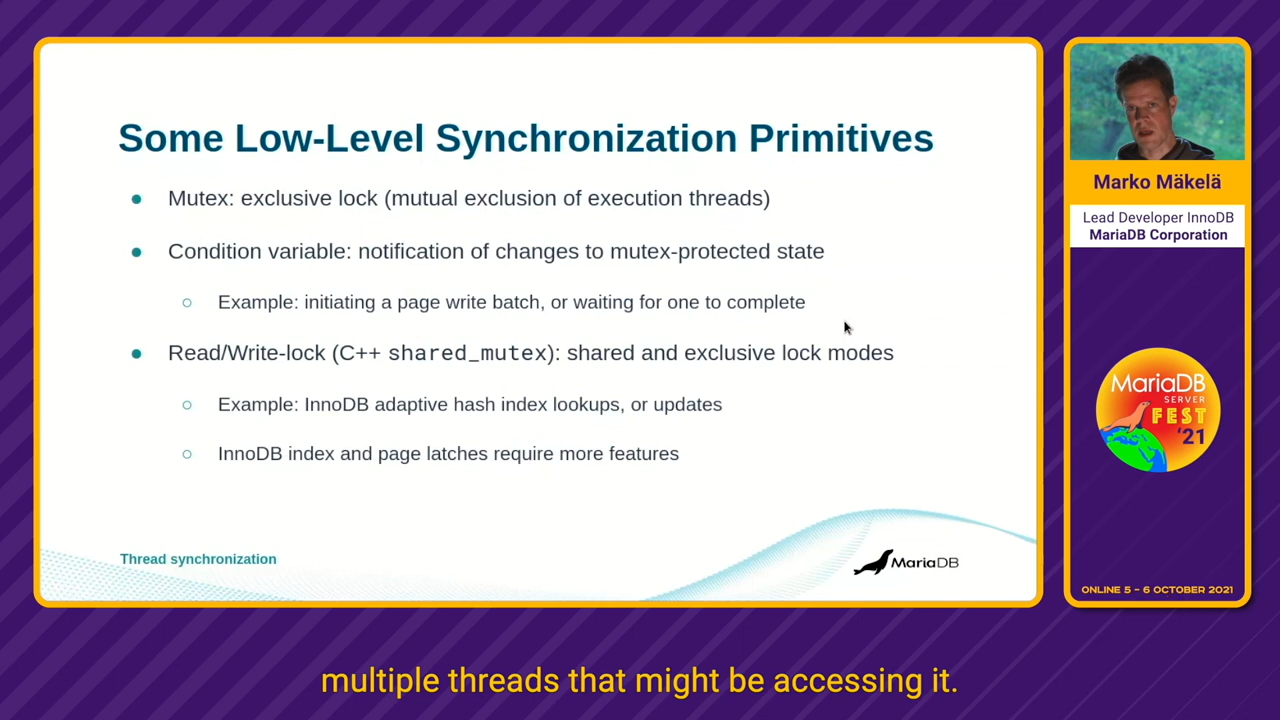 Some Low-Level Synchronization Primitives
● Mutex: exclusive lock (mutual exclusion of execution threads)
● Condition variable: notification of changes to mutex-protected state
○ Example: initiating a page write batch, or waiting for one to complete
● Read/Write-lock (C++ shared_mutex): shared and exclusive lock modes
○ Example: InnoDB adaptive hash index lookups, or updates
○ InnoDB index and page latches require more features
Thread synchronization
MariaDB
Marko Mäkelä
Lead Developer InnoDB
MariaDB Corporation
MariaDB
SERVER
FEST
'21
ONLINE 5 – 6 OCTOBER 2021
multiple threads that might be accessing it.